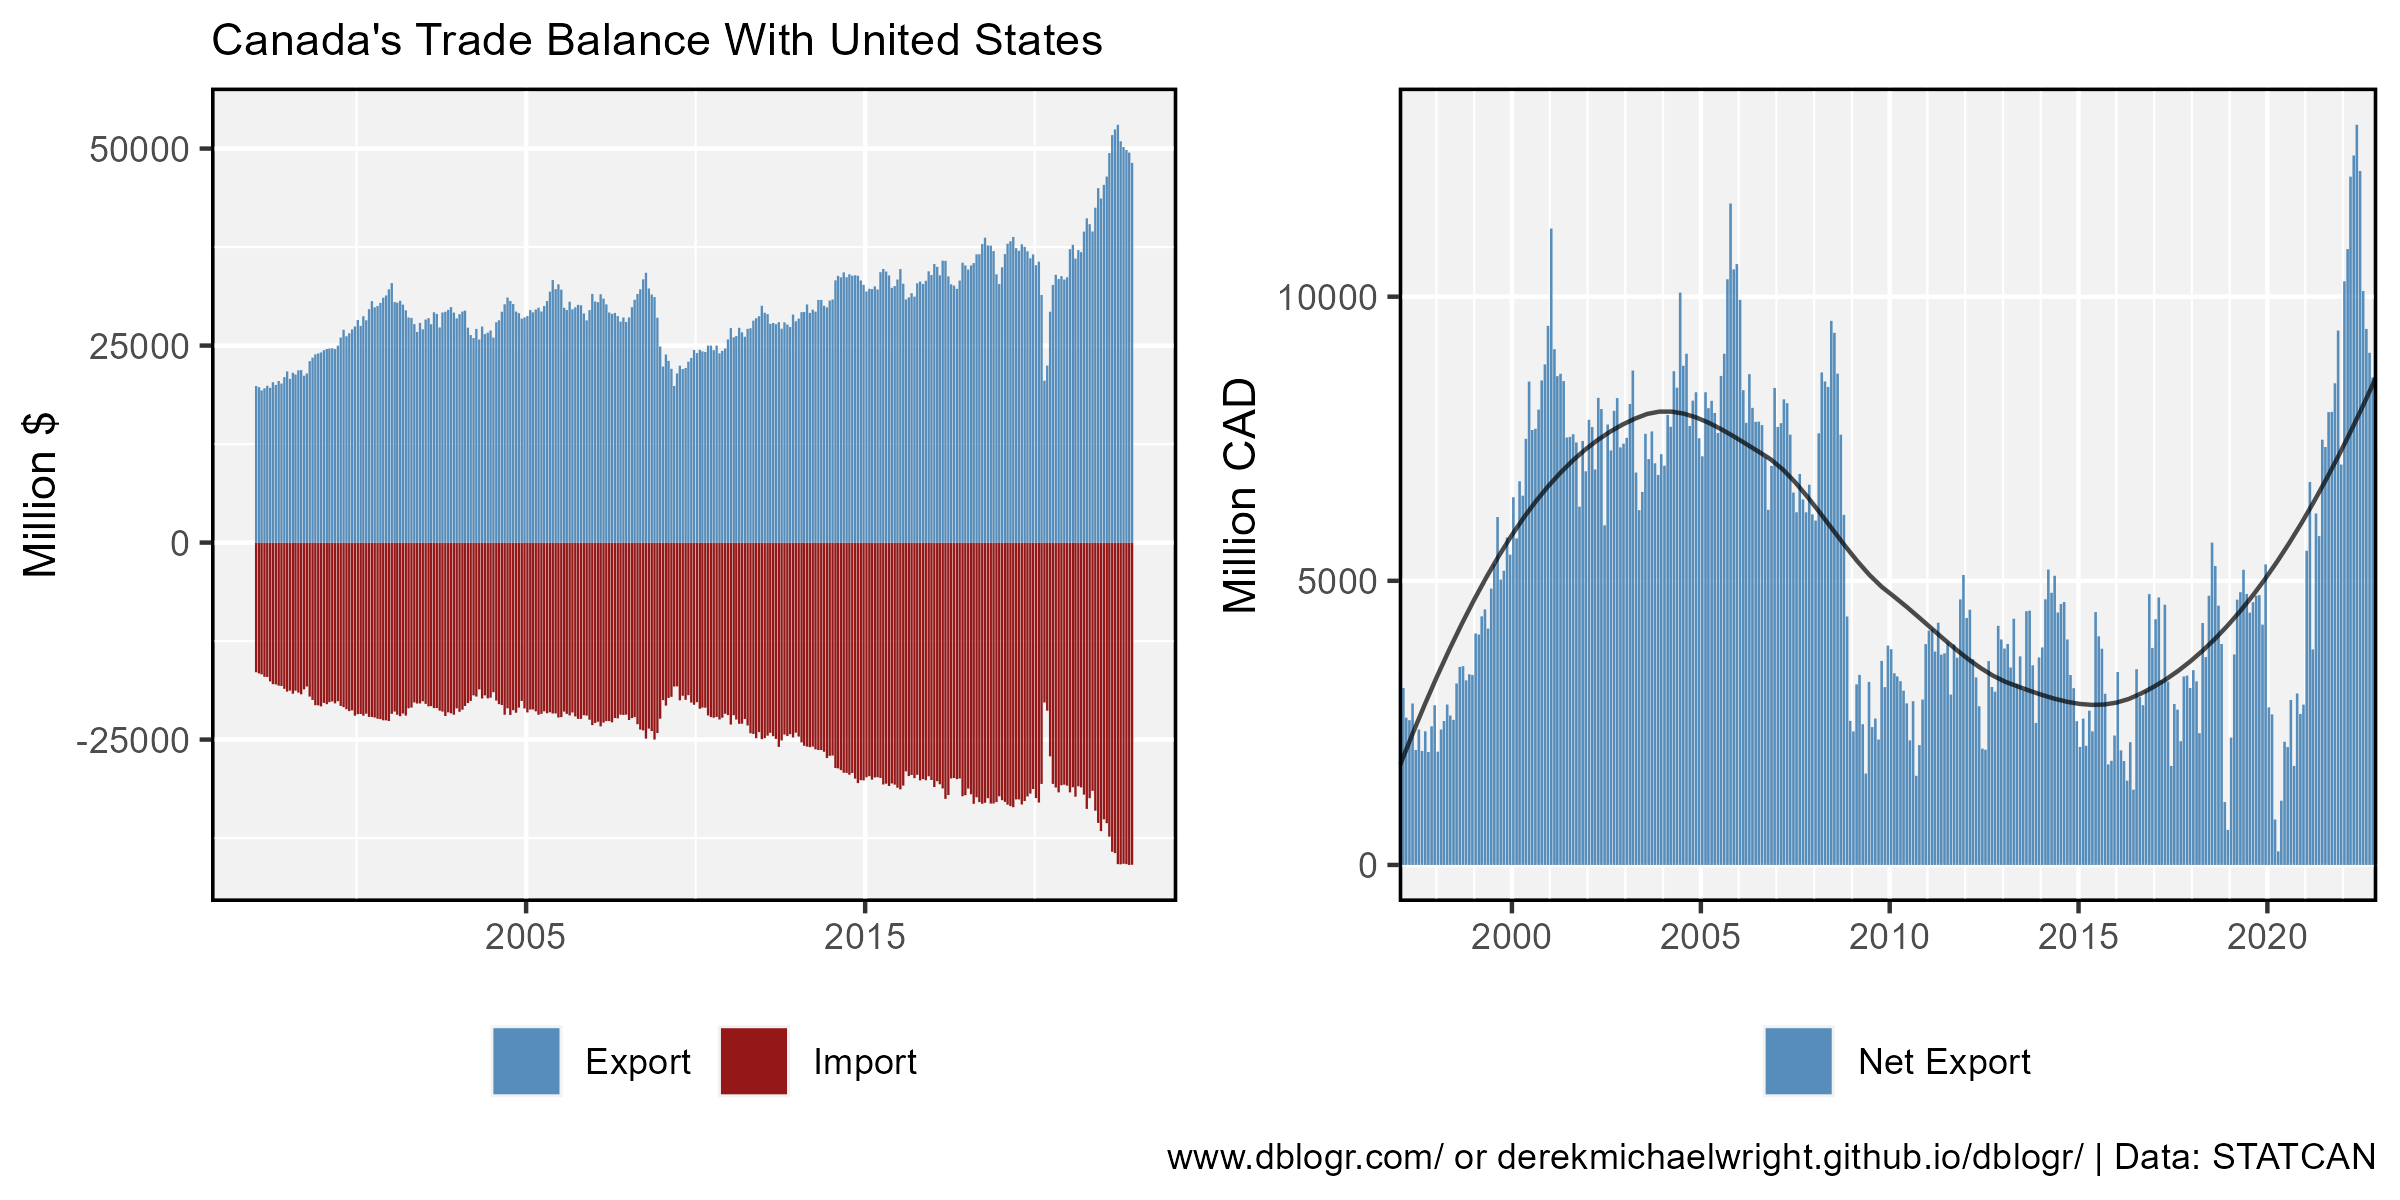 Canada's Trade Balance With United States
Million $
50000
25000
0
-25000
2005 2015
Export Import
Million CAD
10000
5000
0
2000 2005 2010 2015 2020
Net Export
www.dblogr.com/ or derekmichaelwright.github.io/dblogr/ | Data: STATCAN